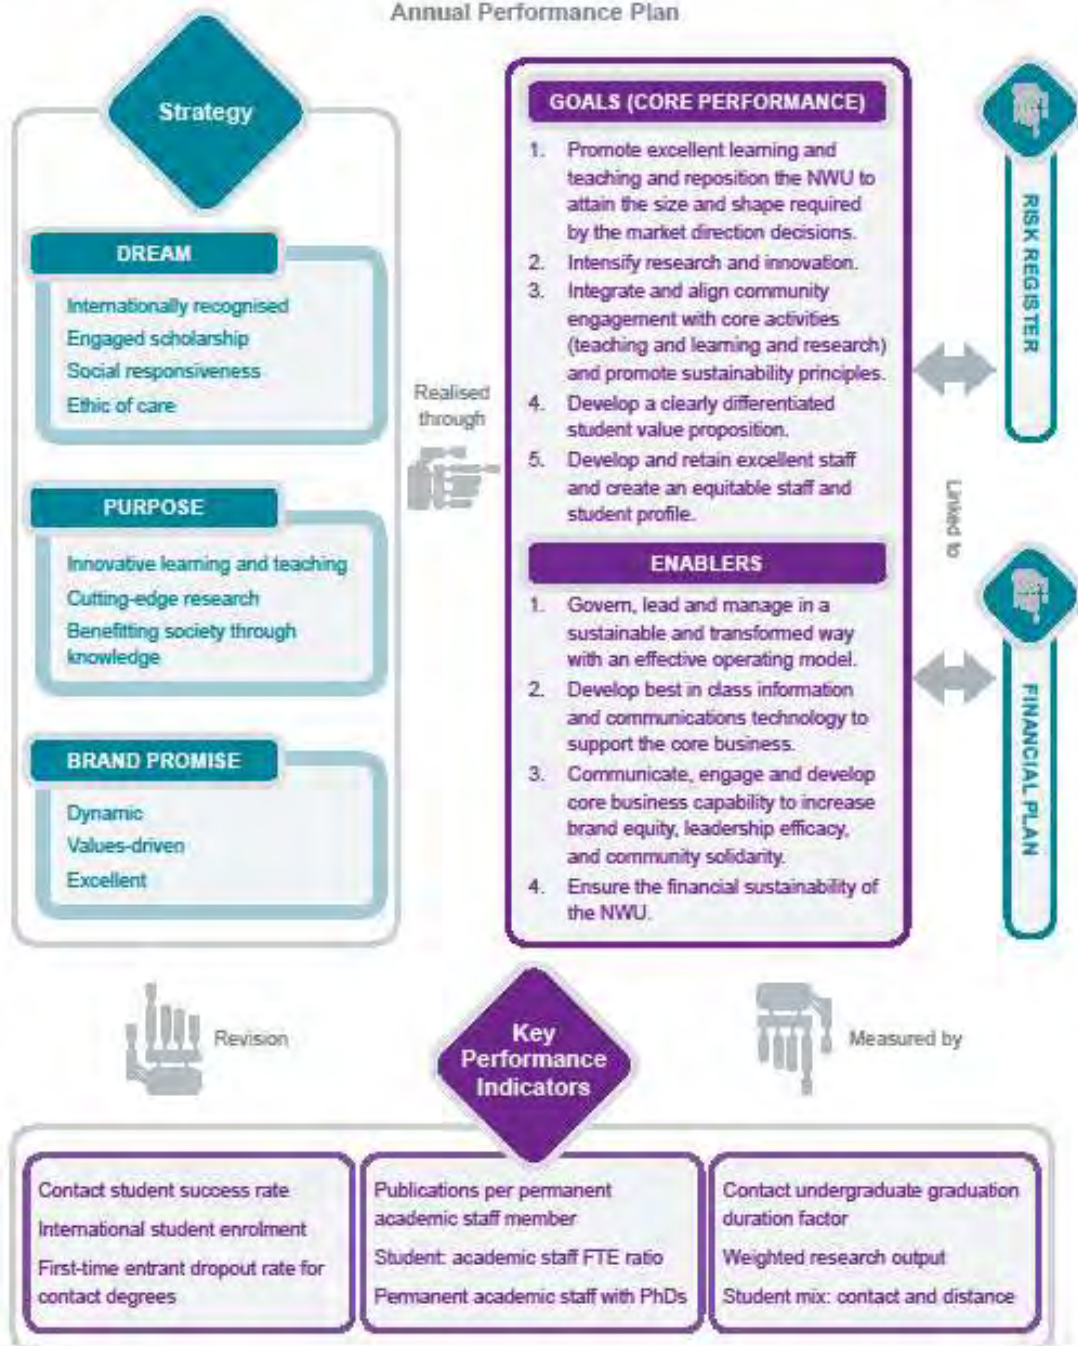 Annual Performance Plan
Strategy
DREAM
Internationally recognised
Engaged scholarship
Social responsiveness
Ethic of care
PURPOSE
Innovative learning and teaching
Cutting-edge research
Benefitting society through
knowledge
BRAND PROMISE
Dynamic
Values-driven
Excellent
Realised
through
GOALS (CORE PERFORMANCE)
1. Promote excellent learning and
teaching and reposition the NWU to
attain the size and shape required
by the market direction decisions.
2. Intensify research and innovation.
3. Integrate and align community
engagement with core activities
(teaching and learning and research)
and promote sustainability principles.
4. Develop a clearly differentiated
student value proposition.
5. Develop and retain excellent staff
and create an equitable staff and
student profile.
ENABLERS
1. Govern, lead and manage in a
sustainable and transformed way
with an effective operating model.
2. Develop best in class information
and communications technology to
support the core business.
3. Communicate, engage and develop
core business capability to increase
brand equity, leadership efficacy,
and community solidarity.
4. Ensure the financial sustainability of
the NWU.
RISK REGISTER
Linked to
FINANCIAL PLAN
Revision
Key
Performance
Indicators
Measured by
Contact student success rate
International student enrolment
First-time entrant dropout rate for
contact degrees
Publications per permanent
academic staff member
Student: academic staff FTE ratio
Permanent academic staff with PhDs
Contact undergraduate graduation
duration factor
Weighted research output
Student mix: contact and distance